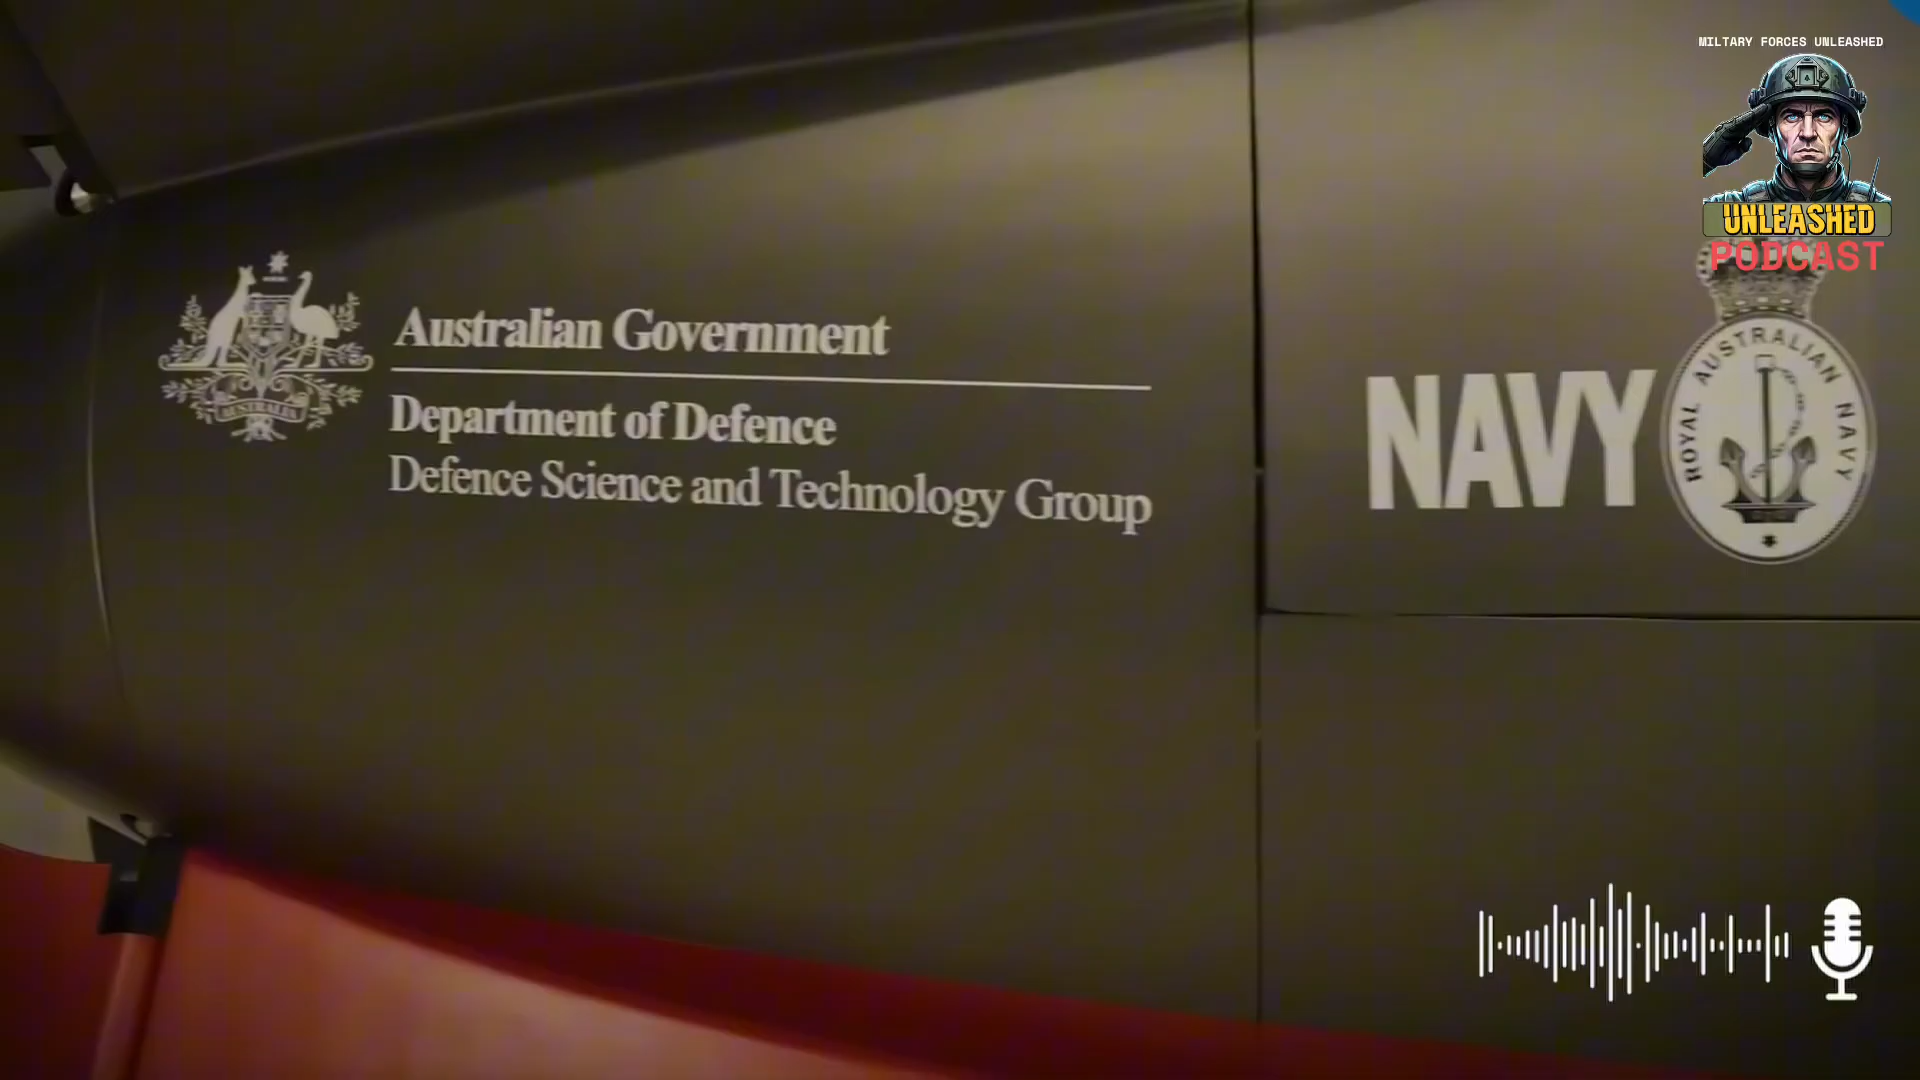 MILTARY FORCES UNLEASHED
UNLEASHED
PODCAST
AUSTRALIA
Australian Government
Department of Defence
Defence Science and Technology Group
NAVY
ROYAL AUSTRALIAN NAVY